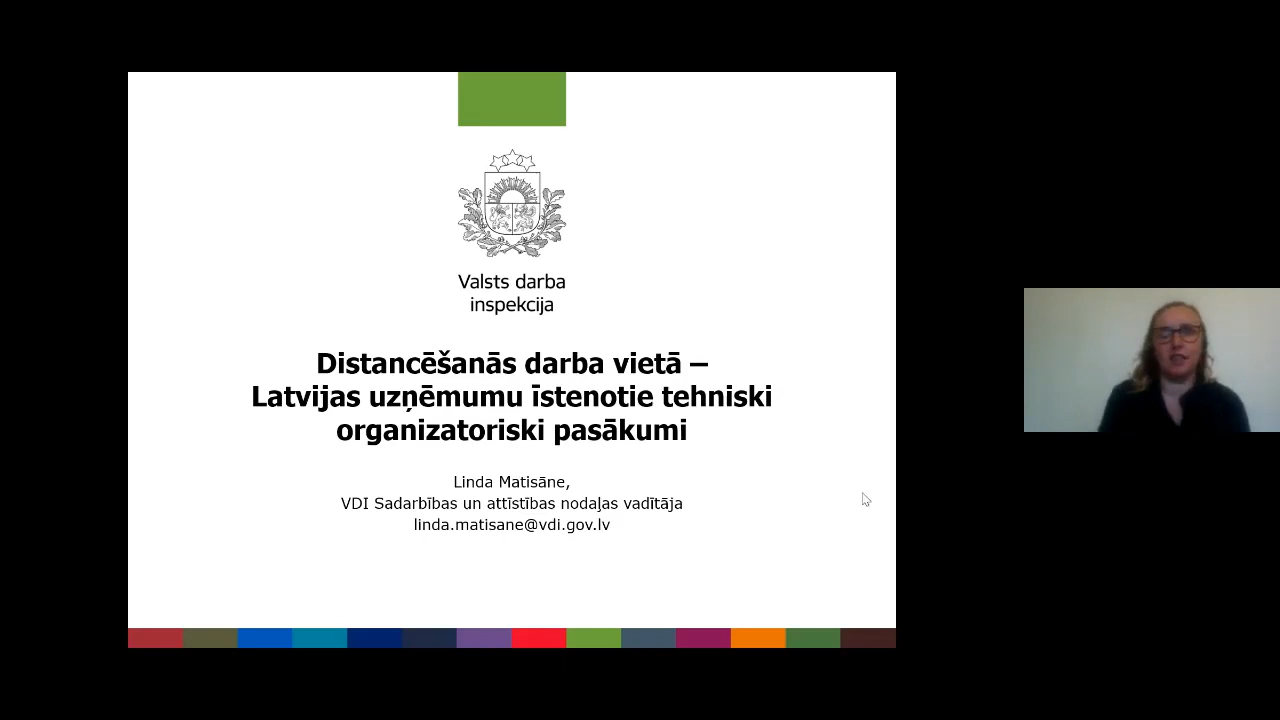 Valsts darba
inspekcija
Distancēšanās darba vietā –
Latvijas uzņēmumu īstenotie tehniski
organizatoriski pasākumi
Linda Matisāne,
VDI Sadarbības un attīstības nodaļas vadītāja
linda.matisane@vdi.gov.lv